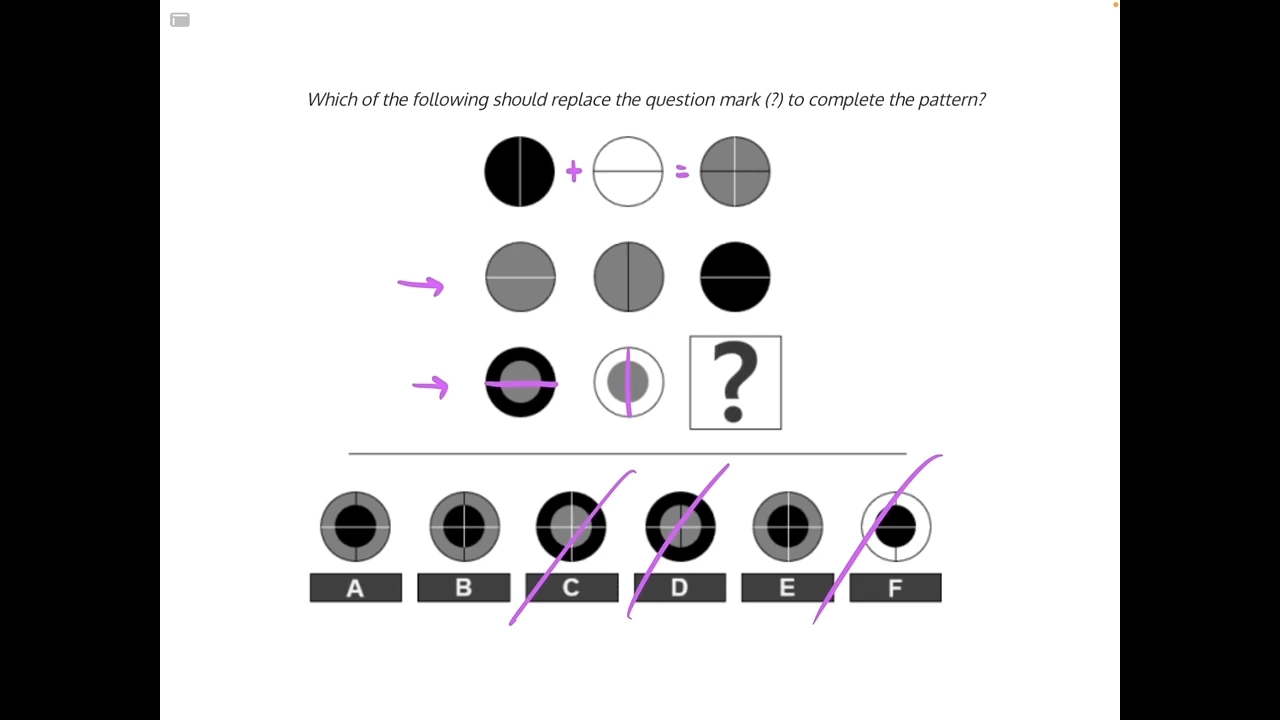 Which of the following should replace the question mark (?) to complete the pattern?
+ =
?
A B C D E F